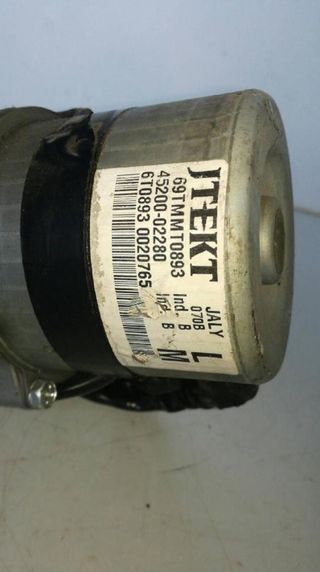 JTEKT
69TMMT0893
45200-02280
6T0893 0020765
JALY
070B
Ind. B
Ind. B
L
M